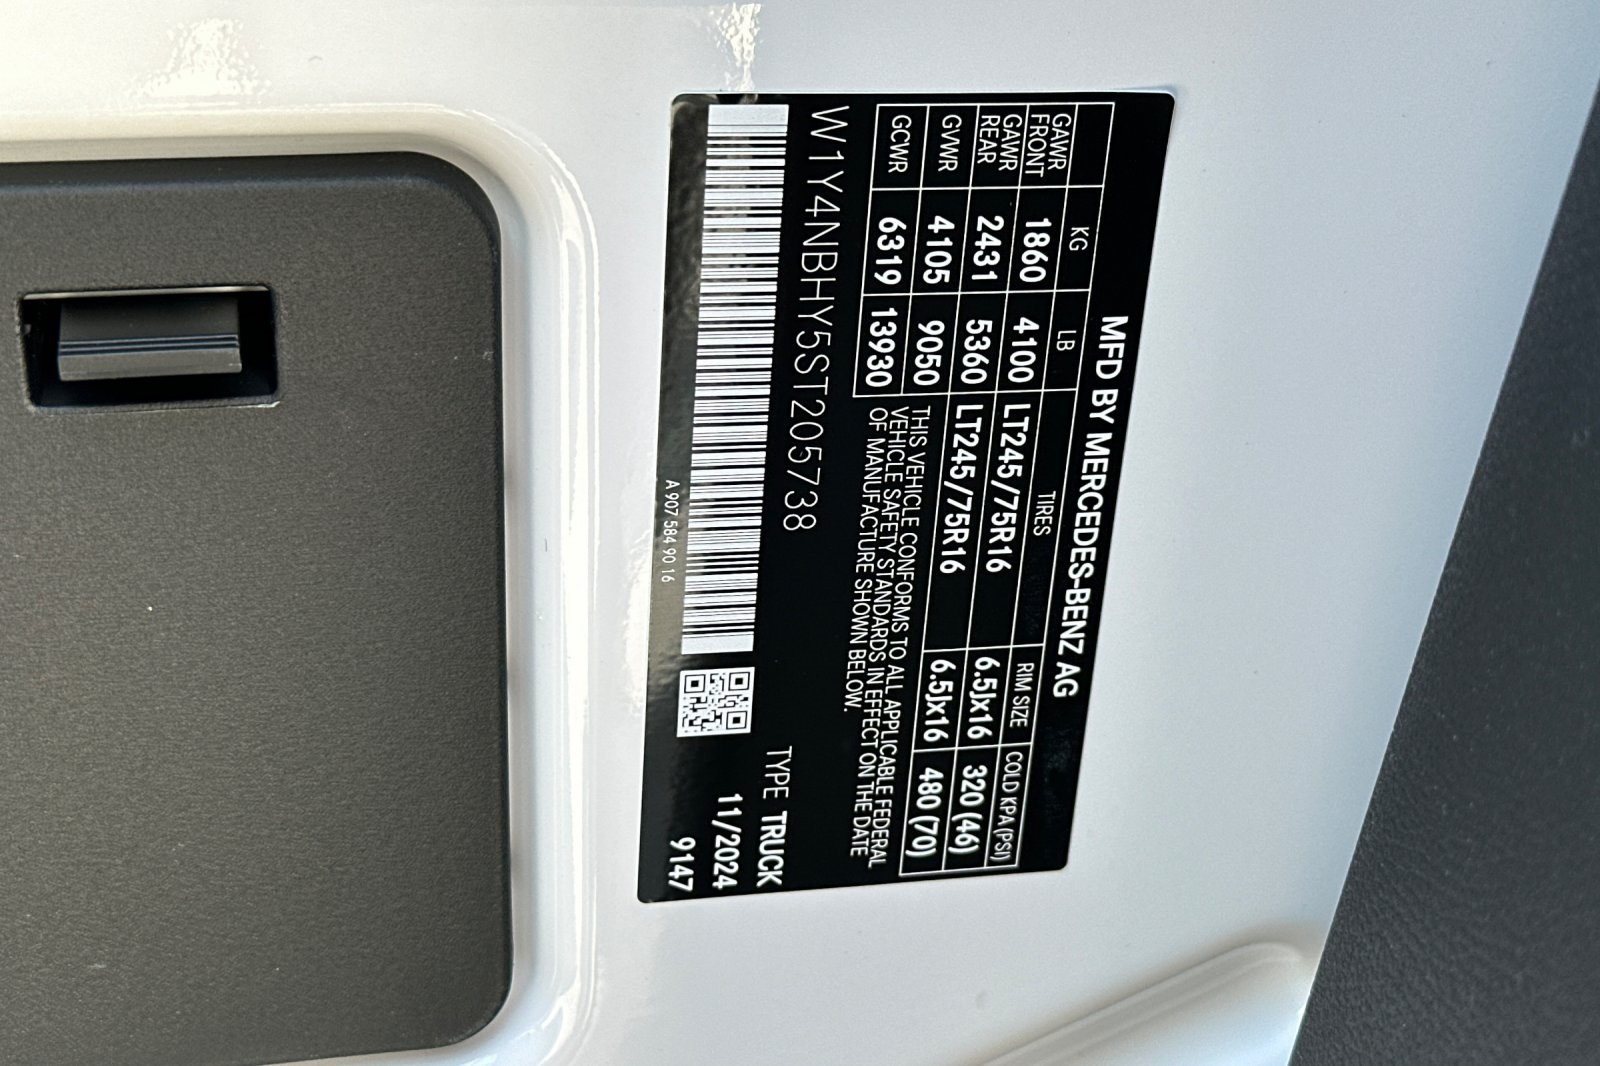 MFD BY MERCEDES-BENZ AG
KG LB TIRES RIM SIZE COLD KPA (PSI)
GAWR FRONT 1860 4100 LT245/75R16 6.5Jx16 320 (46)
GAWR REAR 2431 5360 LT245/75R16 6.5Jx16 480 (70)
GVWR 4105 9050
GCWR 6319 13930
THIS VEHICLE CONFORMS TO ALL APPLICABLE FEDERAL
VEHICLE SAFETY STANDARDS IN EFFECT ON THE DATE
OF MANUFACTURE SHOWN BELOW.
W1Y4NBHY5ST205738
TYPE TRUCK
11/2024
9147
A 907 584 90 16